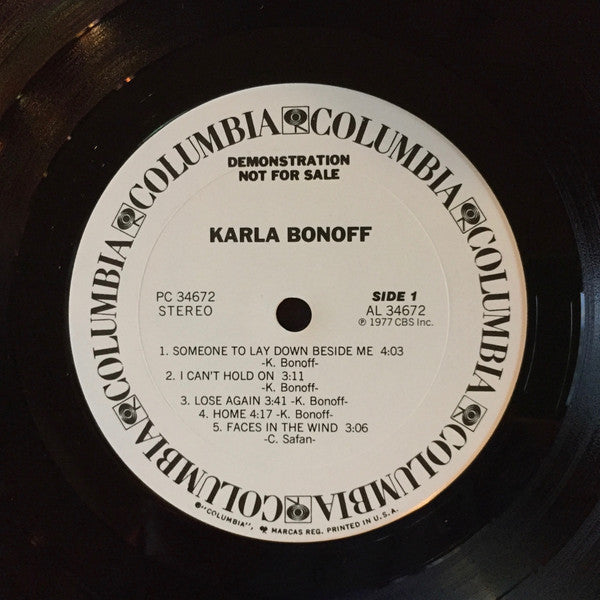 COLUMBIA COLUMBIA COLUMBIA COLUMBIA COLUMBIA COLUMBIA COLUMBIA
DEMONSTRATION
NOT FOR SALE
KARLA BONOFF
PC 34672
STEREO
SIDE 1
AL 34672
℗ 1977 CBS Inc.
1. SOMEONE TO LAY DOWN BESIDE ME 4:03
-K. Bonoff-
2. I CAN'T HOLD ON 3:11
-K. Bonoff-
3. LOSE AGAIN 3:41 -K. Bonoff-
4. HOME 4:17 -K. Bonoff-
5. FACES IN THE WIND 3:06
-C. Safan-
"COLUMBIA", MARCAS REG. PRINTED IN U.S.A.